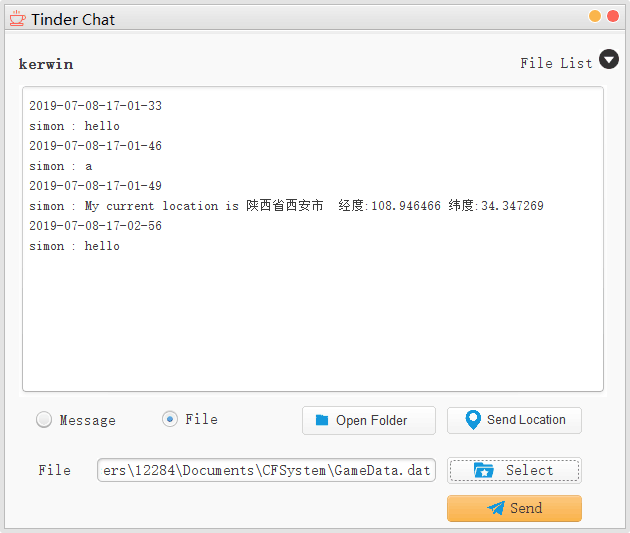 Tinder Chat
kerwin
File List
2019-07-08-17-01-33
simon : hello
2019-07-08-17-01-46
simon : a
2019-07-08-17-01-49
simon : My current location is 陕西省西安市  经度:108.946466 纬度:34.347269
2019-07-08-17-02-56
simon : hello
Message
File
Open Folder
Send Location
File
ers\12284\Documents\CFSystem\GameData.dat
Select
Send